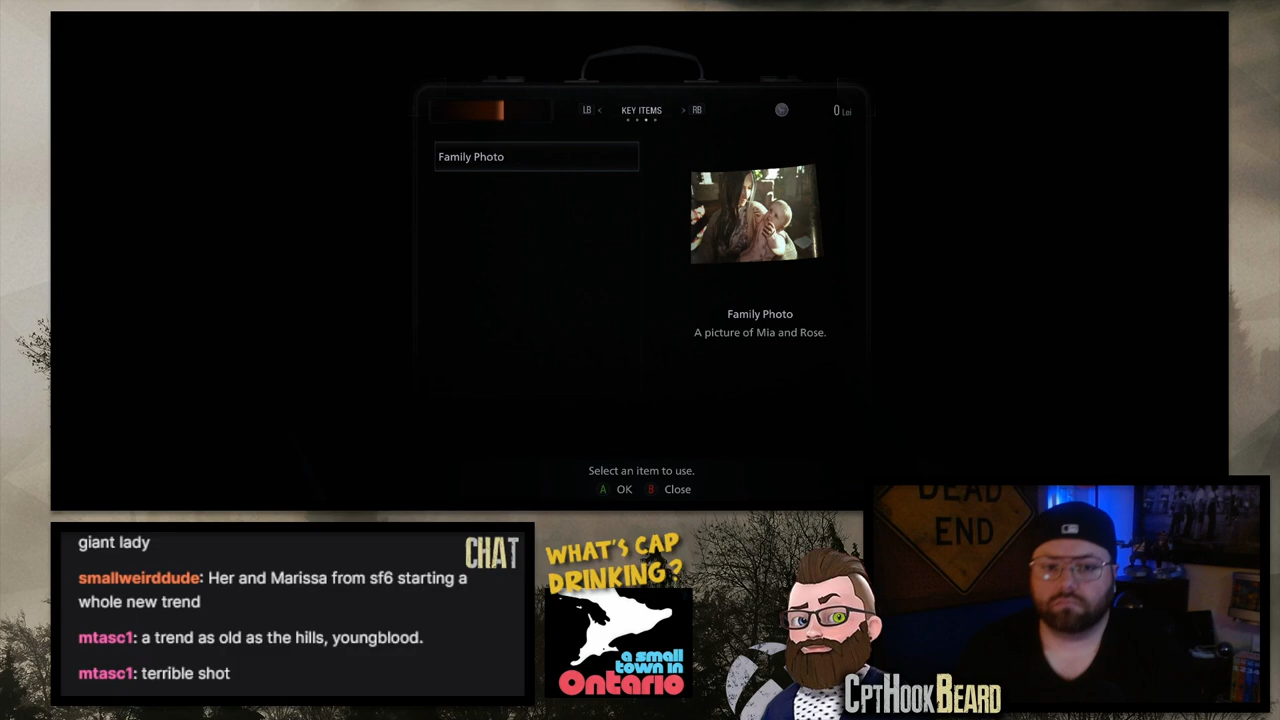 LB < KEY ITEMS > RB
0 Lei
Family Photo
Family Photo
A picture of Mia and Rose.
Select an item to use.
A OK B Close
CHAT
giant lady
smallweirddude: Her and Marissa from sf6 starting a
whole new trend
mtasc1: a trend as old as the hills, youngblood.
mtasc1: terrible shot
WHAT'S CAP
DRINKING?
a small
town in
Ontario
DEAD
END
CPTHOOKBEARD